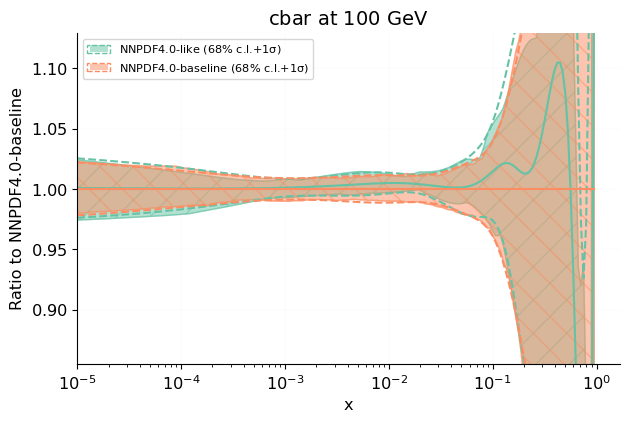 cbar at 100 GeV
NNPDF4.0-like (68% c.l.+1σ)
NNPDF4.0-baseline (68% c.l.+1σ)
Ratio to NNPDF4.0-baseline
1.10
1.05
1.00
0.95
0.90
10⁻⁵ 10⁻⁴ 10⁻³ 10⁻² 10⁻¹ 10⁰
x